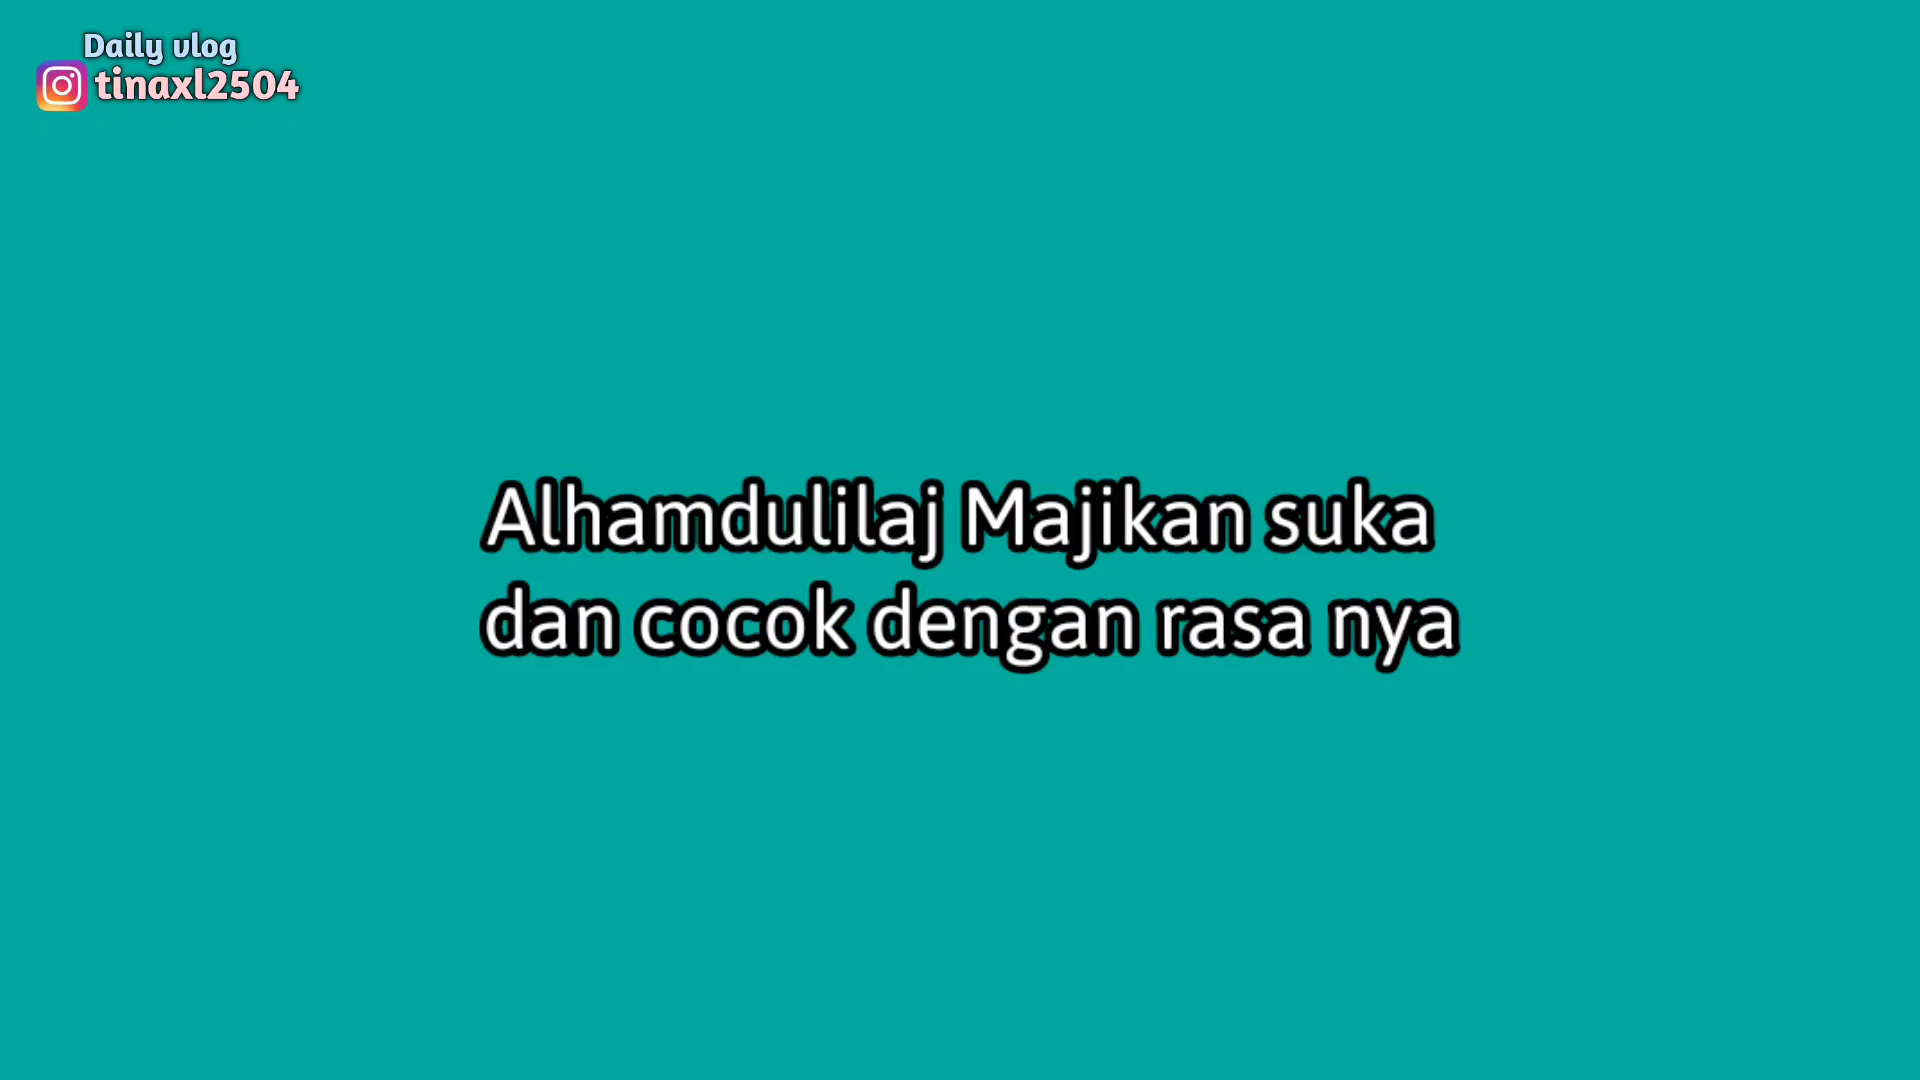 Daily vlog
tinaxl2504
Alhamdulilaj Majikan suka
dan cocok dengan rasa nya